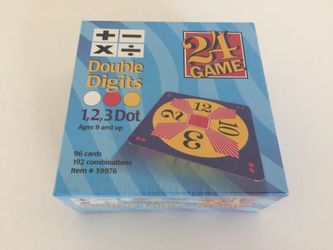 + −
× ÷
Double
Digits
1,2,3 Dot
Ages 9 and up
96 cards
192 combinations
Item # 39976
24
GAME
12
2
10
3
GAME